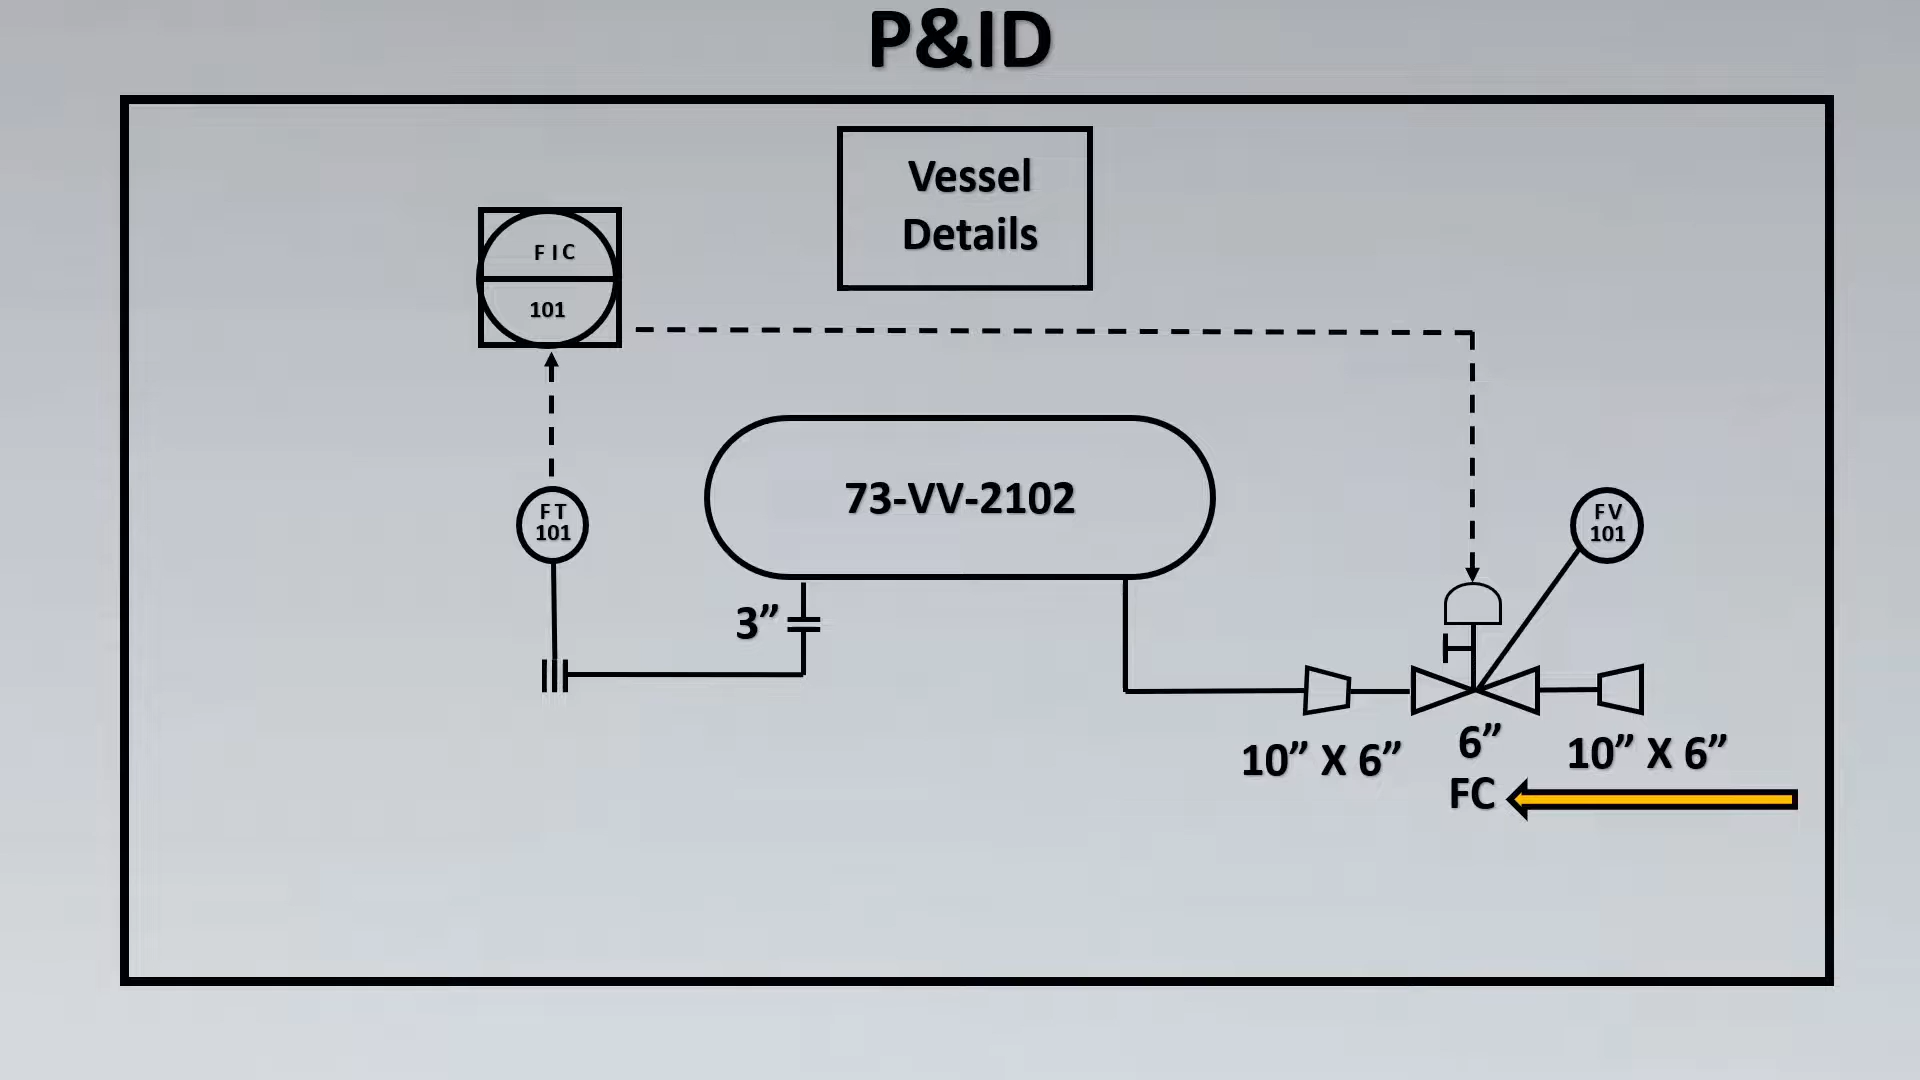 P&ID
Vessel
Details
F I C
101
F T
101
73-VV-2102
F V
101
3”
10” X 6”
6”
10” X 6”
FC